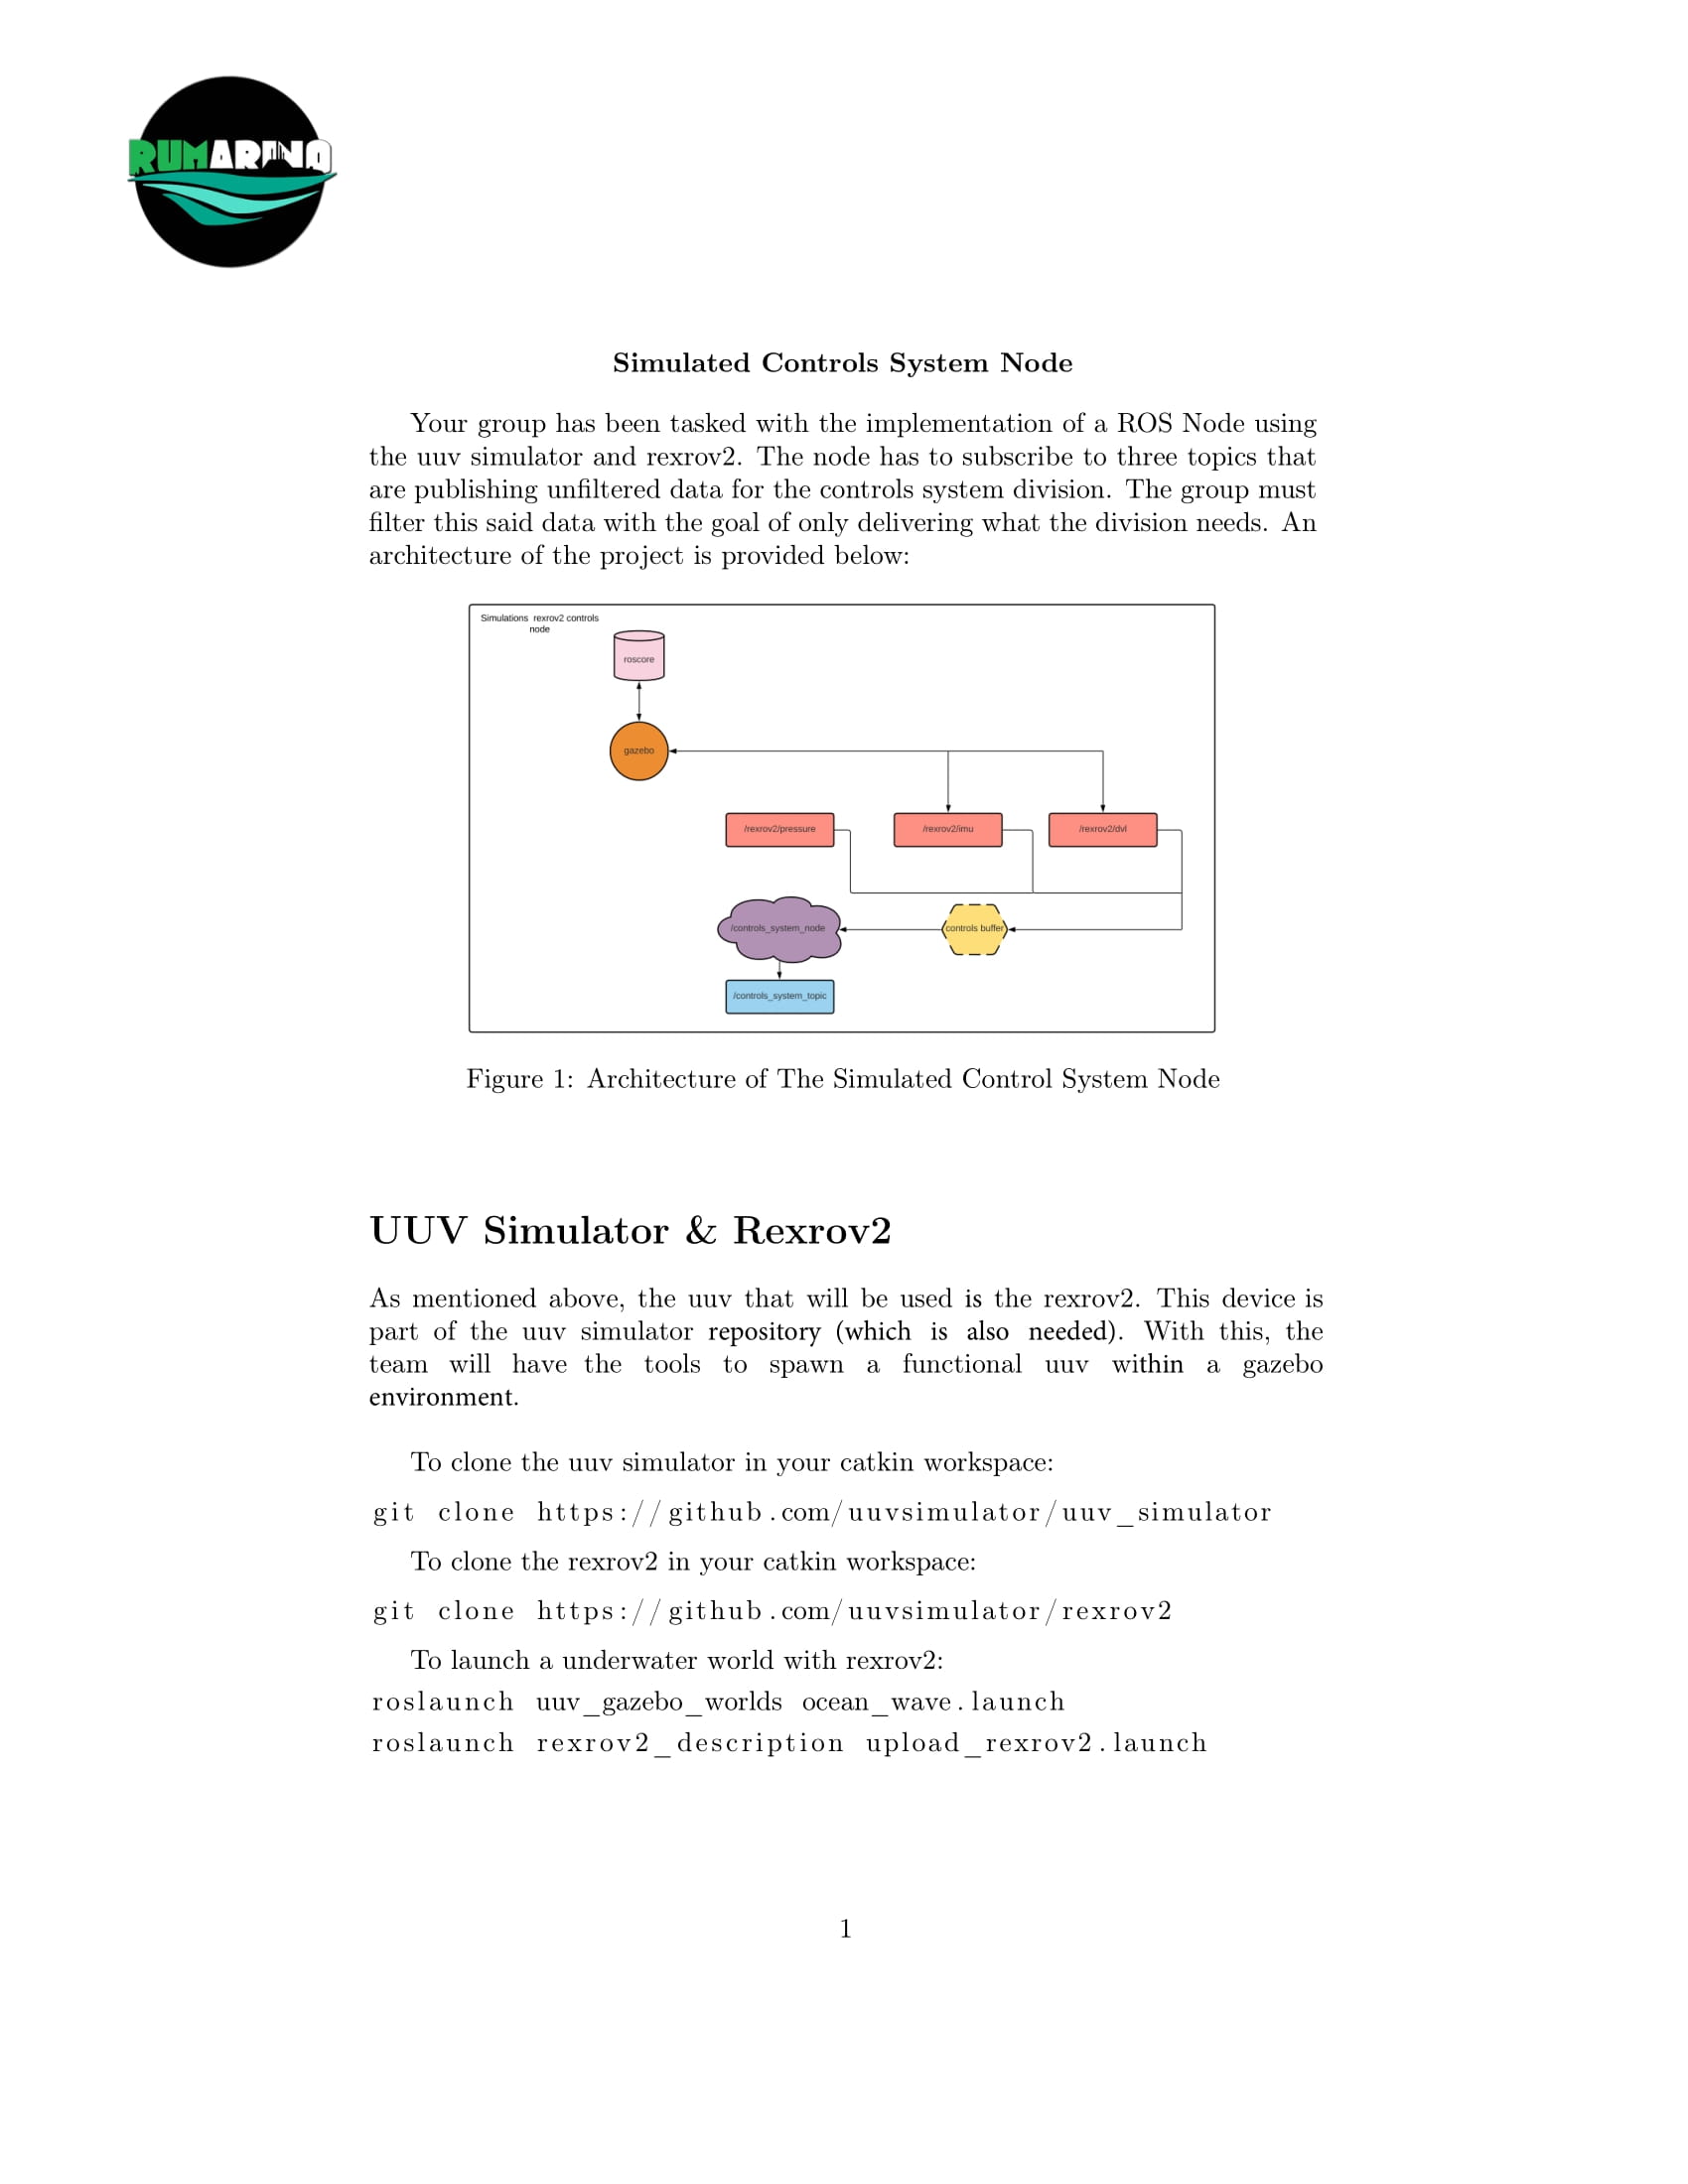 RUMARINA
Simulated Controls System Node
Your group has been tasked with the implementation of a ROS Node using
the uuv simulator and rexrov2. The node has to subscribe to three topics that
are publishing unfiltered data for the controls system division. The group must
filter this said data with the goal of only delivering what the division needs. An
architecture of the project is provided below:
Simulations rexrov2 controls
node
roscore
gazebo
/rexrov2/pressure
/rexrov2/imu
/rexrov2/dvl
/controls_system_node
controls buffer
/controls_system_topic
Figure 1: Architecture of The Simulated Control System Node
UUV Simulator & Rexrov2
As mentioned above, the uuv that will be used is the rexrov2. This device is
part of the uuv simulator repository (which is also needed). With this, the
team will have the tools to spawn a functional uuv within a gazebo
environment.
To clone the uuv simulator in your catkin workspace:
git clone https://github.com/uuvsimulator/uuv_simulator
To clone the rexrov2 in your catkin workspace:
git clone https://github.com/uuvsimulator/rexrov2
To launch a underwater world with rexrov2:
roslaunch uuv_gazebo_worlds ocean_wave.launch
roslaunch rexrov2_description upload_rexrov2.launch
1